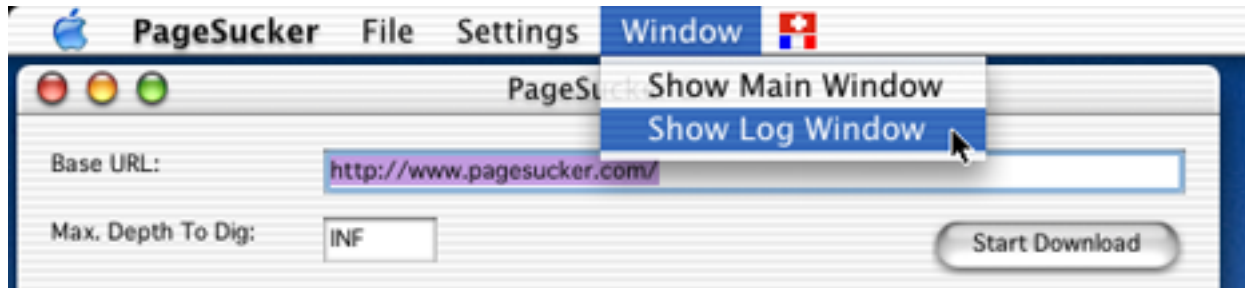 PageSucker File Settings Window
PageSu
Show Main Window
Show Log Window
Base URL: http://www.pagesucker.com/
Max. Depth To Dig: INF Start Download